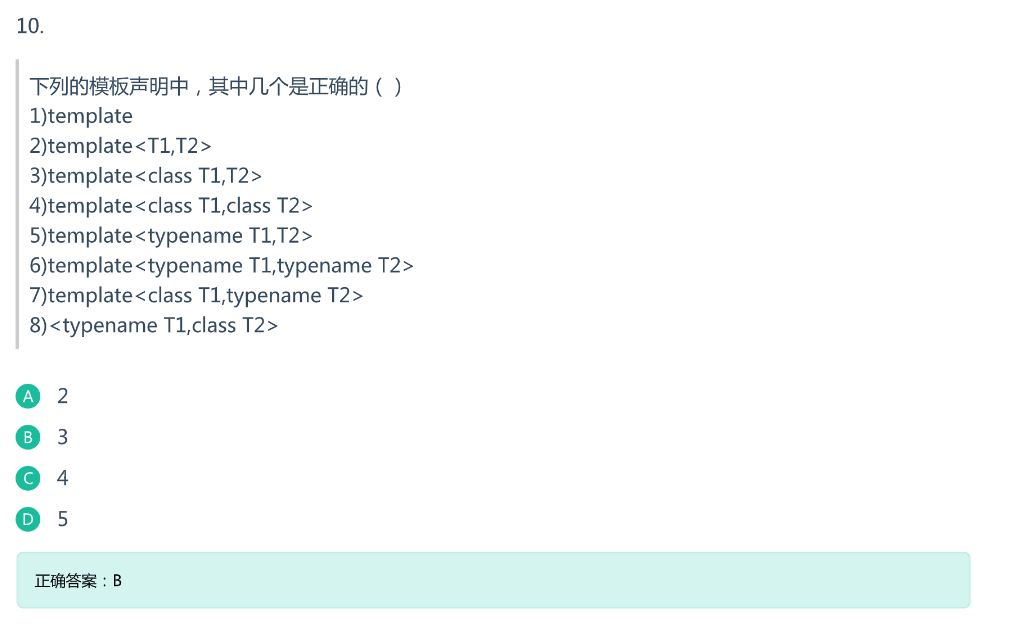 10.
下列的模板声明中，其中几个是正确的（ ）
1)template
2)template<T1,T2>
3)template<class T1,T2>
4)template<class T1,class T2>
5)template<typename T1,T2>
6)template<typename T1,typename T2>
7)template<class T1,typename T2>
8)<typename T1,class T2>
A 2
B 3
C 4
D 5
正确答案：B